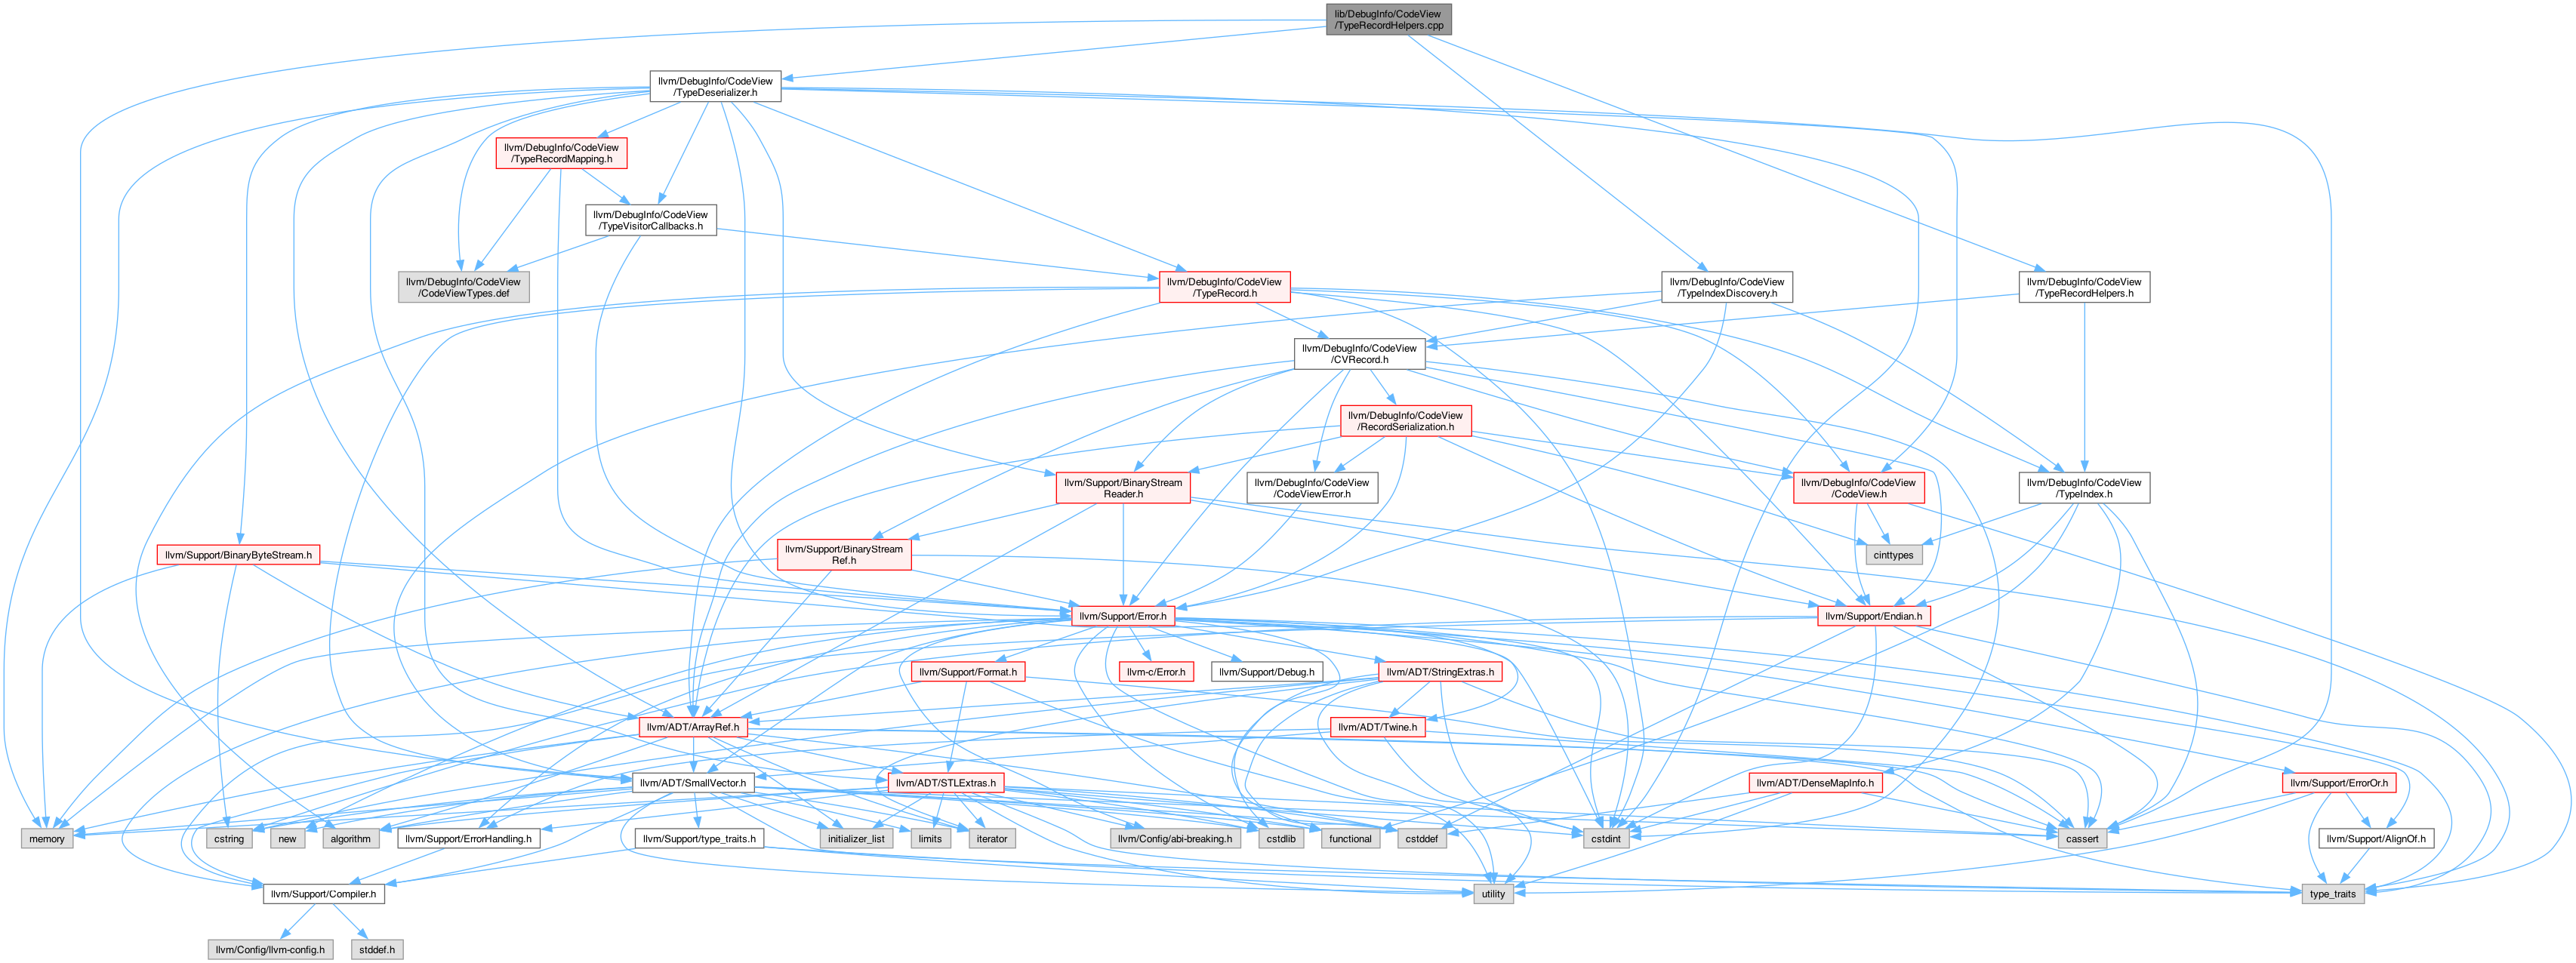 lib/DebugInfo/CodeView
/TypeRecordHelpers.cpp
llvm/DebugInfo/CodeView
/TypeDeserializer.h
llvm/DebugInfo/CodeView
/TypeRecordMapping.h
llvm/DebugInfo/CodeView
/TypeVisitorCallbacks.h
llvm/DebugInfo/CodeView
/CodeViewTypes.def
llvm/DebugInfo/CodeView
/TypeRecord.h
llvm/DebugInfo/CodeView
/TypeIndexDiscovery.h
llvm/DebugInfo/CodeView
/TypeRecordHelpers.h
llvm/DebugInfo/CodeView
/CVRecord.h
llvm/DebugInfo/CodeView
/RecordSerialization.h
llvm/Support/BinaryStream
Reader.h
llvm/DebugInfo/CodeView
/CodeViewError.h
llvm/DebugInfo/CodeView
/CodeView.h
llvm/DebugInfo/CodeView
/TypeIndex.h
llvm/Support/BinaryByteStream.h
llvm/Support/BinaryStream
Ref.h
cinttypes
llvm/Support/Error.h
llvm/Support/Endian.h
llvm/Support/Format.h
llvm-c/Error.h
llvm/Support/Debug.h
llvm/ADT/StringExtras.h
llvm/ADT/ArrayRef.h
llvm/ADT/Twine.h
llvm/ADT/SmallVector.h
llvm/ADT/STLExtras.h
llvm/ADT/DenseMapInfo.h
llvm/Support/ErrorOr.h
memory
cstring
new
algorithm
llvm/Support/ErrorHandling.h
llvm/Support/type_traits.h
initializer_list
limits
iterator
llvm/Config/abi-breaking.h
cstdlib
functional
cstddef
cstdint
cassert
llvm/Support/AlignOf.h
llvm/Support/Compiler.h
utility
type_traits
llvm/Config/llvm-config.h
stddef.h